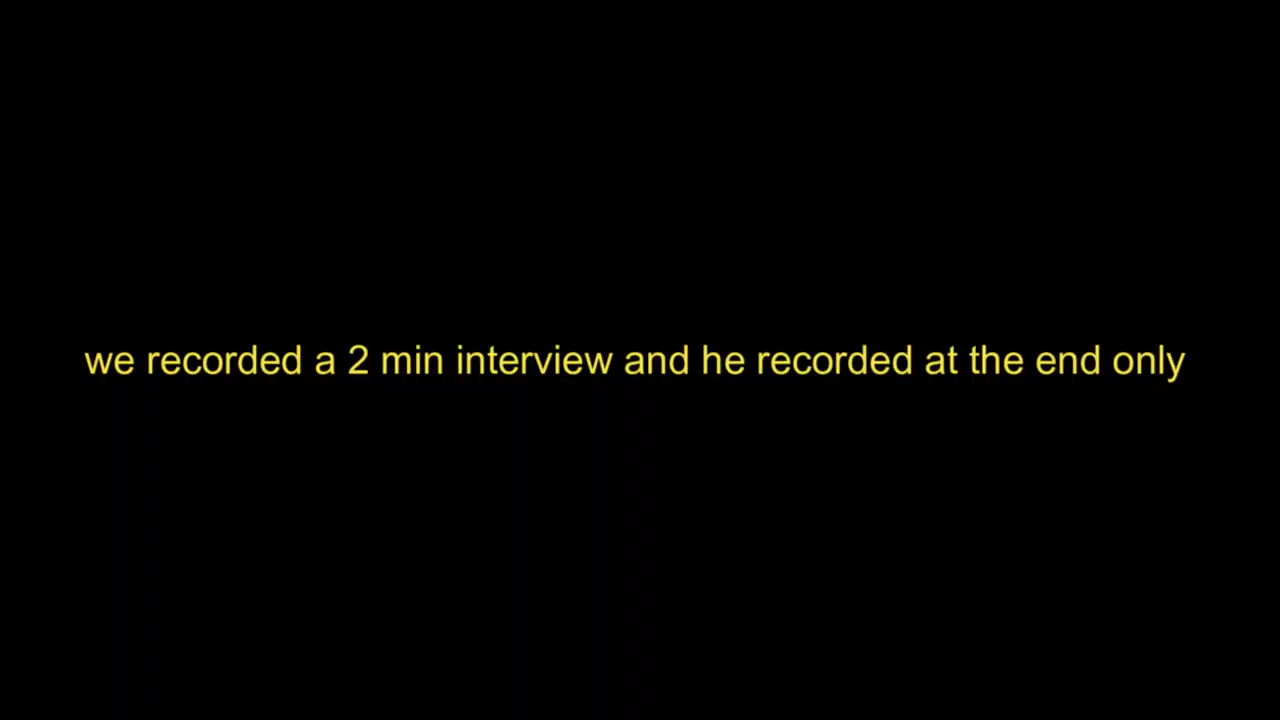 we recorded a 2 min interview and he recorded at the end only